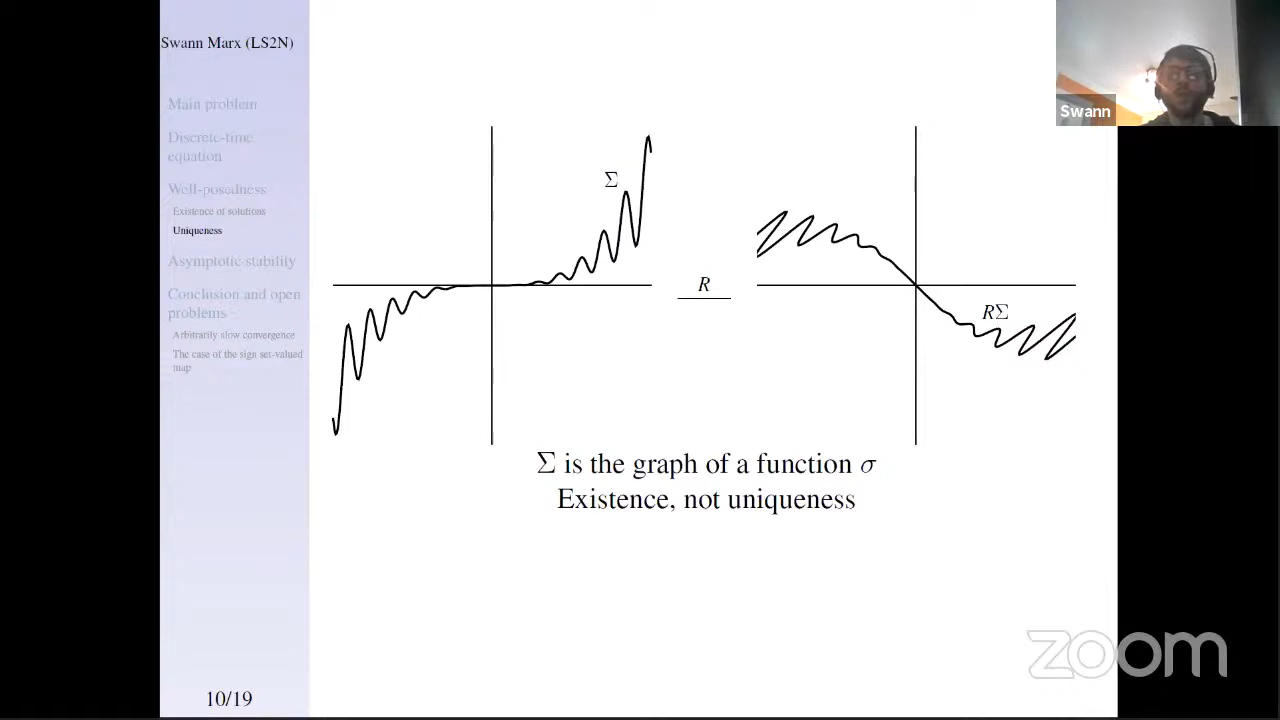 Swann Marx (LS2N)
Main problem
Discrete-time
equation
Well-posedness
Existence of solutions
Uniqueness
Asymptotic stability
Conclusion and open
problems
Arbitrarily slow convergence
The case of the sign set-valued
map
10/19
Σ
R
RΣ
Σ is the graph of a function σ
Existence, not uniqueness
Swann
zoom